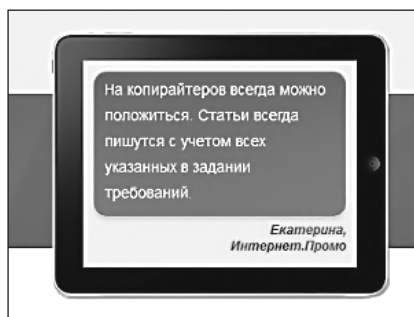 На копирайтеров всегда можно
положиться. Статьи всегда
пишутся с учетом всех
указанных в задании
требований.
Екатерина,
Интернет.Промо